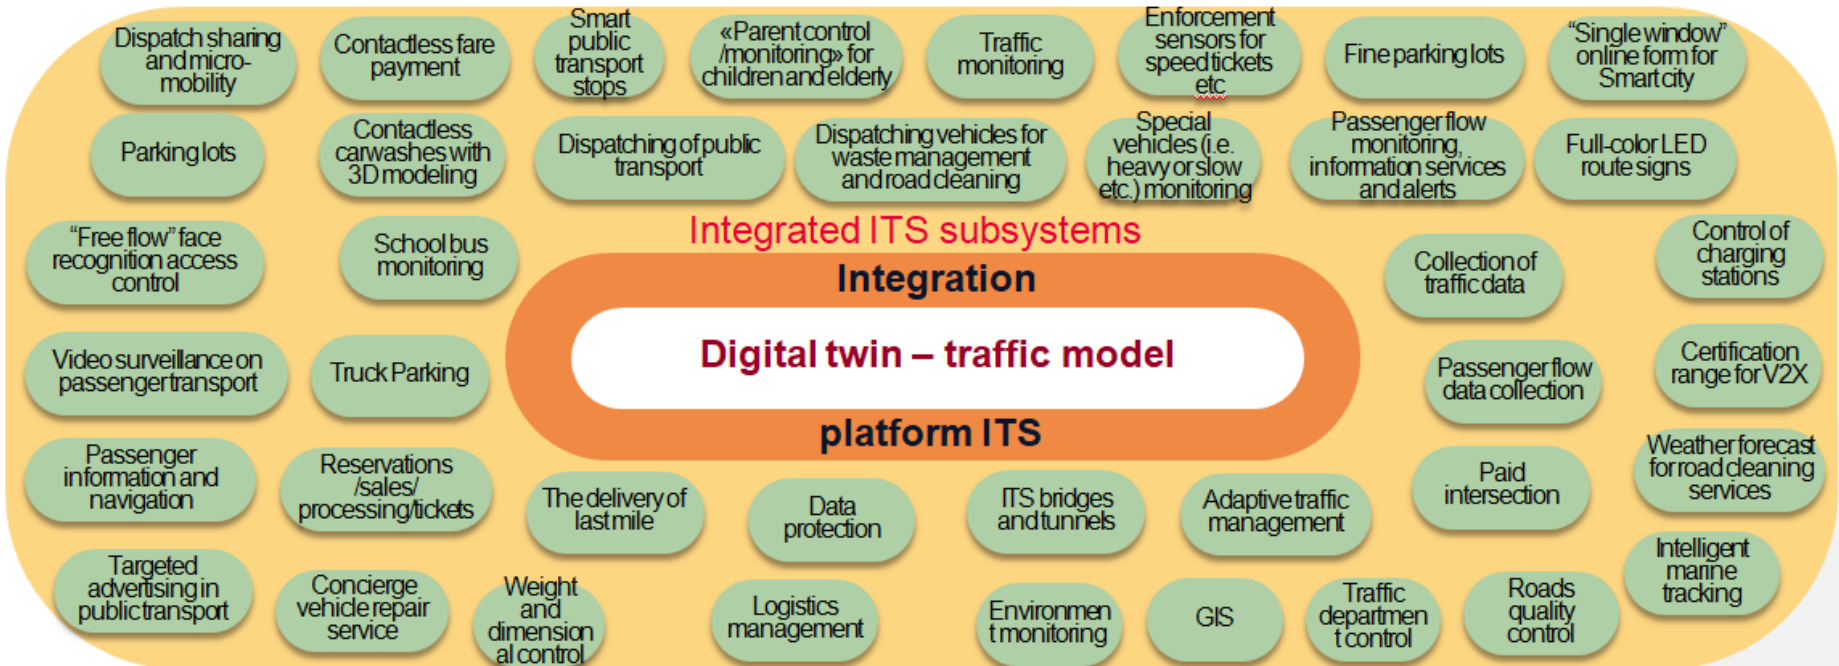 Dispatch sharing
and micro-
mobility
Contactless fare
payment
Smart
public
transport
stops
«Parent control
/monitoring» for
children and elderly
Traffic
monitoring
Enforcement
sensors for
speed tickets
etc
Fine parking lots
“Single window”
online form for
Smart city
Parking lots
Contactless
carwashes with
3D modeling
Dispatching of public
transport
Dispatching vehicles for
waste management
and road cleaning
Special
vehicles (i.e.
heavy or slow
etc.) monitoring
Passenger flow
monitoring,
information services
and alerts
Full-color LED
route signs
“Free flow” face
recognition access
control
School bus
monitoring
Integrated ITS subsystems
Integration
Digital twin – traffic model
platform ITS
Collection of
traffic data
Control of
charging
stations
Video surveillance on
passenger transport
Truck Parking
Passenger flow
data collection
Certification
range for V2X
Passenger
information and
navigation
Reservations
/sales/
processing/tickets
The delivery of
last mile
Data
protection
ITS bridges
and tunnels
Adaptive traffic
management
Paid
intersection
Weather forecast
for road cleaning
services
Targeted
advertising in
public transport
Concierge
vehicle repair
service
Weight
and
dimension
al control
Logistics
management
Environmen
t monitoring
GIS
Traffic
departmen
t control
Roads
quality
control
Intelligent
marine
tracking